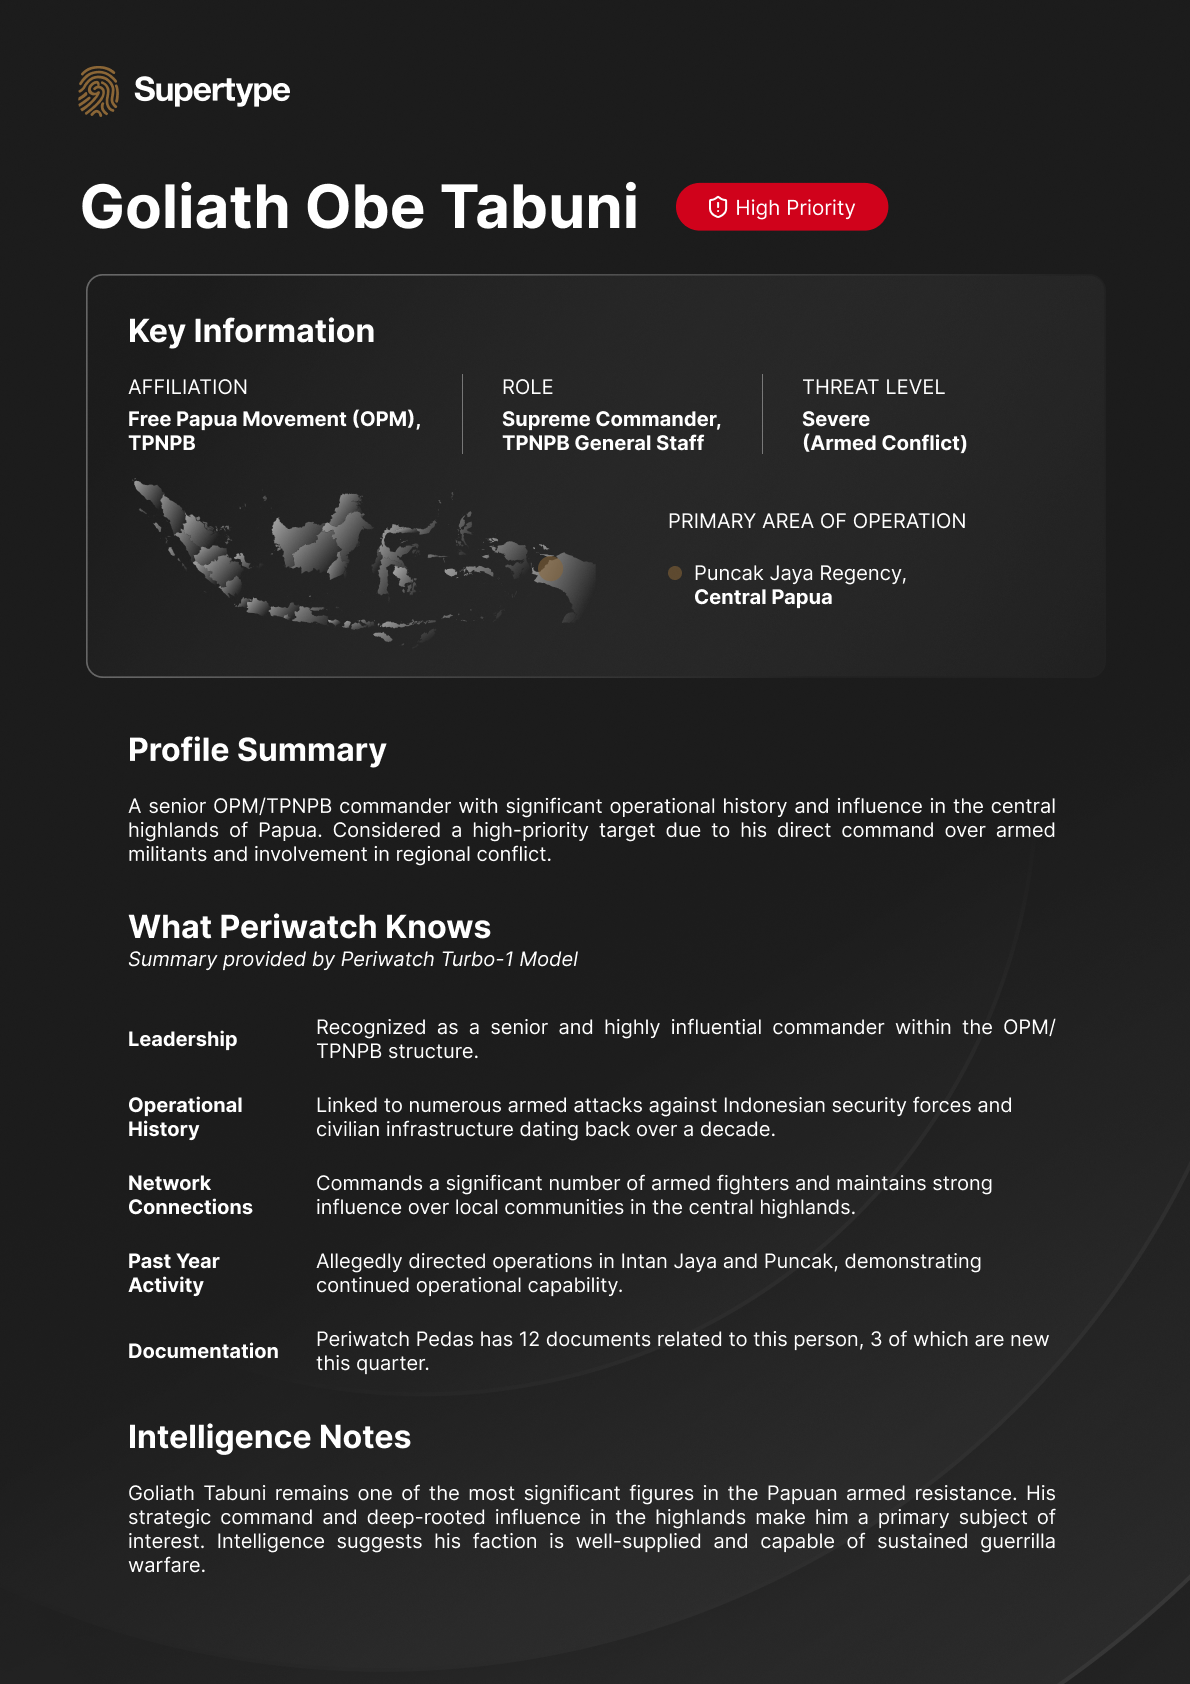 Supertype
Goliath Obe Tabuni
High Priority
Key Information
AFFILIATION
Free Papua Movement (OPM),
TPNPB
ROLE
Supreme Commander,
TPNPB General Staff
THREAT LEVEL
Severe
(Armed Conflict)
PRIMARY AREA OF OPERATION
Puncak Jaya Regency,
Central Papua
Profile Summary
A senior OPM/TPNPB commander with significant operational history and influence in the central
highlands of Papua. Considered a high-priority target due to his direct command over armed
militants and involvement in regional conflict.
What Periwatch Knows
Summary provided by Periwatch Turbo-1 Model
Leadership
Recognized as a senior and highly influential commander within the OPM/
TPNPB structure.
Operational
History
Linked to numerous armed attacks against Indonesian security forces and
civilian infrastructure dating back over a decade.
Network
Connections
Commands a significant number of armed fighters and maintains strong
influence over local communities in the central highlands.
Past Year
Activity
Allegedly directed operations in Intan Jaya and Puncak, demonstrating
continued operational capability.
Documentation
Periwatch Pedas has 12 documents related to this person, 3 of which are new
this quarter.
Intelligence Notes
Goliath Tabuni remains one of the most significant figures in the Papuan armed resistance. His
strategic command and deep-rooted influence in the highlands make him a primary subject of
interest. Intelligence suggests his faction is well-supplied and capable of sustained guerrilla
warfare.